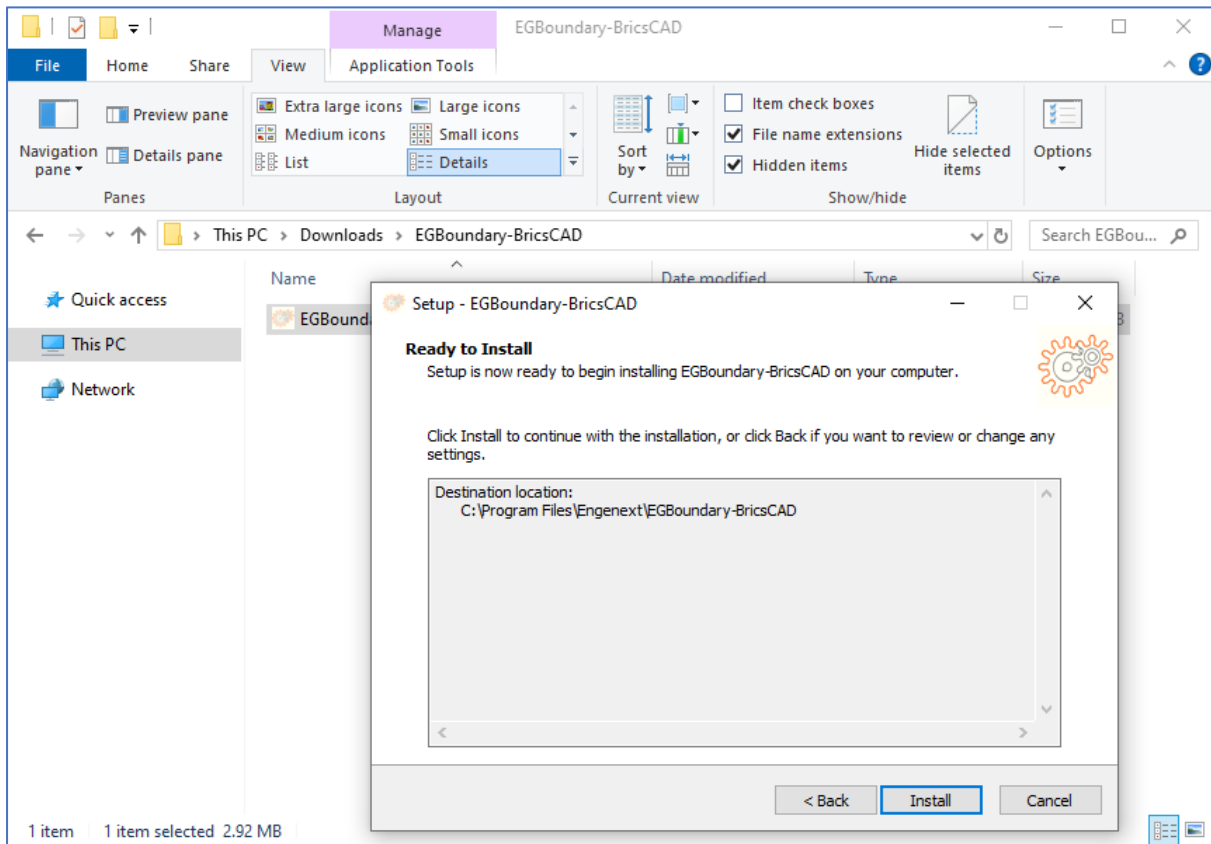 Manage
EGBoundary-BricsCAD
File Home Share View Application Tools
Navigation pane
Preview pane
Details pane
Panes
Extra large icons Large icons
Medium icons Small icons
List Details
Layout
Sort by
Current view
Item check boxes
File name extensions
Hidden items
Hide selected items
Show/hide
Options
This PC > Downloads > EGBoundary-BricsCAD
Search EGBou...
Name Date modified Type Size
Quick access
This PC
Network
EGBound
Setup - EGBoundary-BricsCAD
Ready to Install
Setup is now ready to begin installing EGBoundary-BricsCAD on your computer.
Click Install to continue with the installation, or click Back if you want to review or change any
settings.
Destination location:
C:\Program Files\Engenext\EGBoundary-BricsCAD
< Back Install Cancel
1 item 1 item selected 2.92 MB